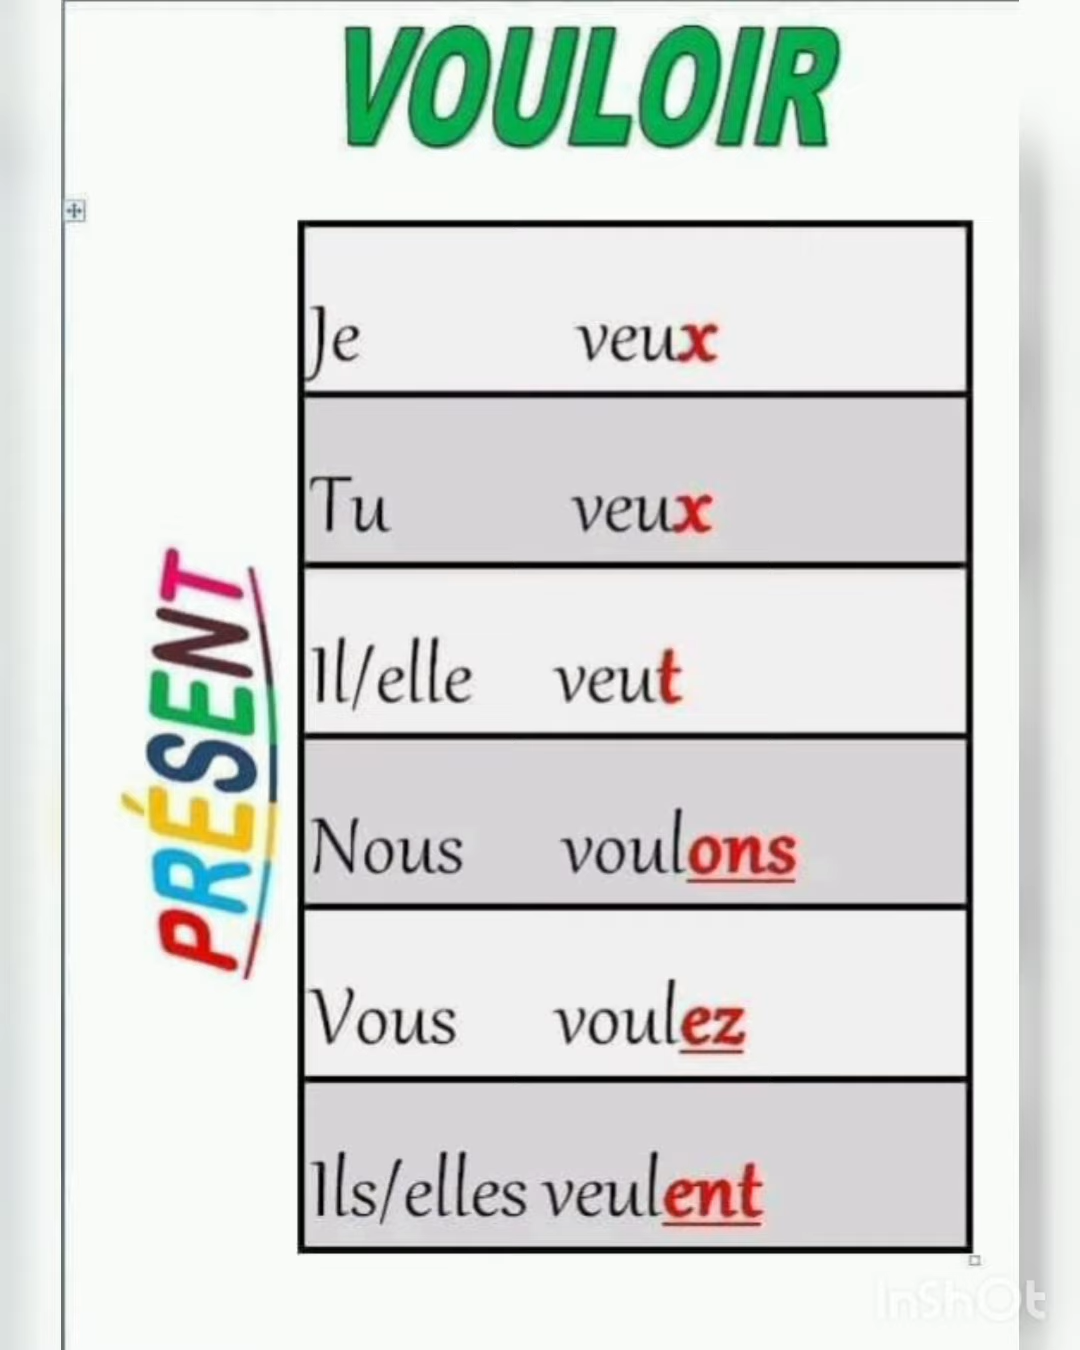 VOULOIR
PRÉSENT
Je veux
Tu veux
Il/elle veut
Nous voulons
Vous voulez
Ils/elles veulent
InShOt